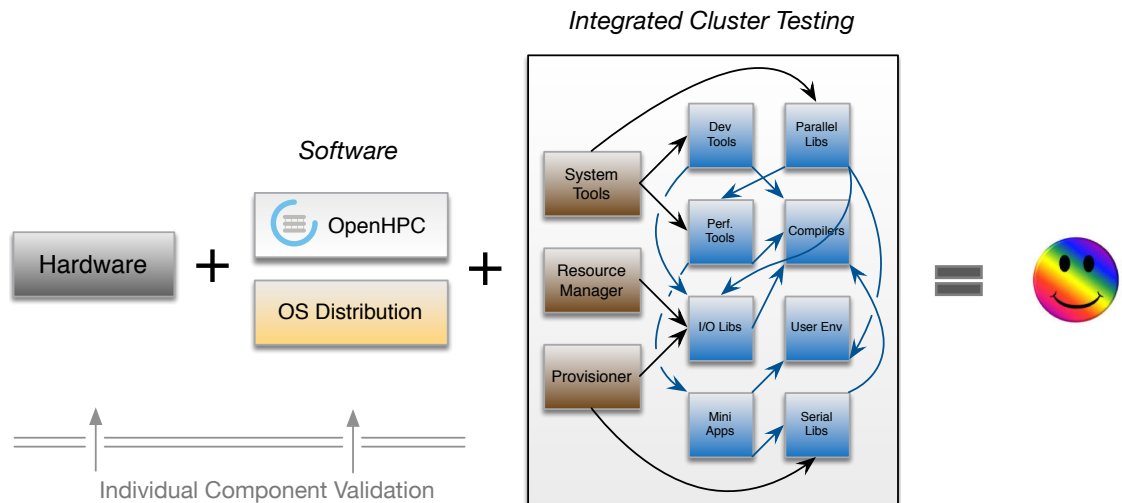 Integrated Cluster Testing
Software
Hardware
+
OpenHPC
OS Distribution
+
System
Tools
Resource
Manager
Provisioner
Dev
Tools
Parallel
Libs
Perf.
Tools
Compilers
I/O Libs
User Env
Mini
Apps
Serial
Libs
=
Individual Component Validation